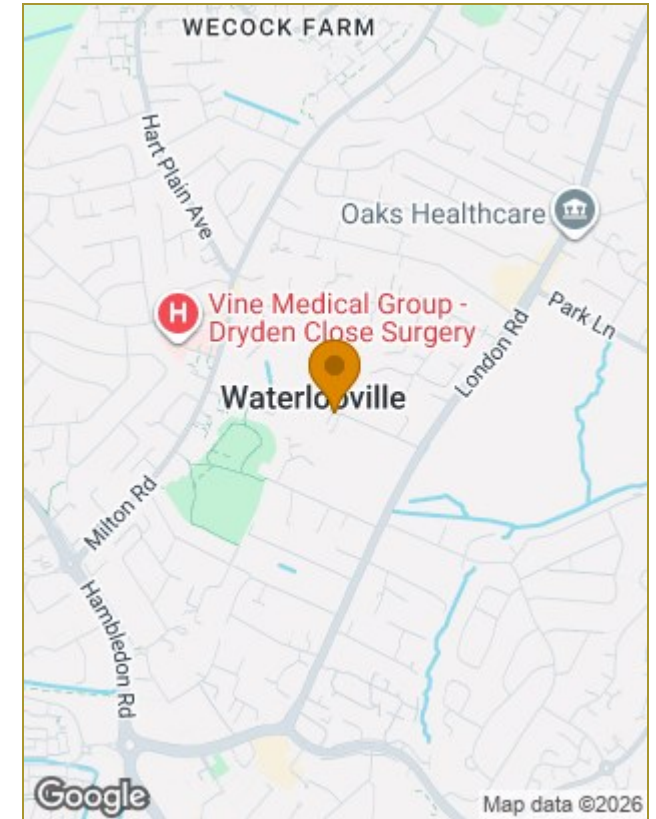 WECOCK FARM
Hart Plain Ave
Oaks Healthcare
H
Vine Medical Group -
Dryden Close Surgery
Park Ln
London Rd
Waterlooville
Milton Rd
Hambledon Rd
Google
Map data ©2026